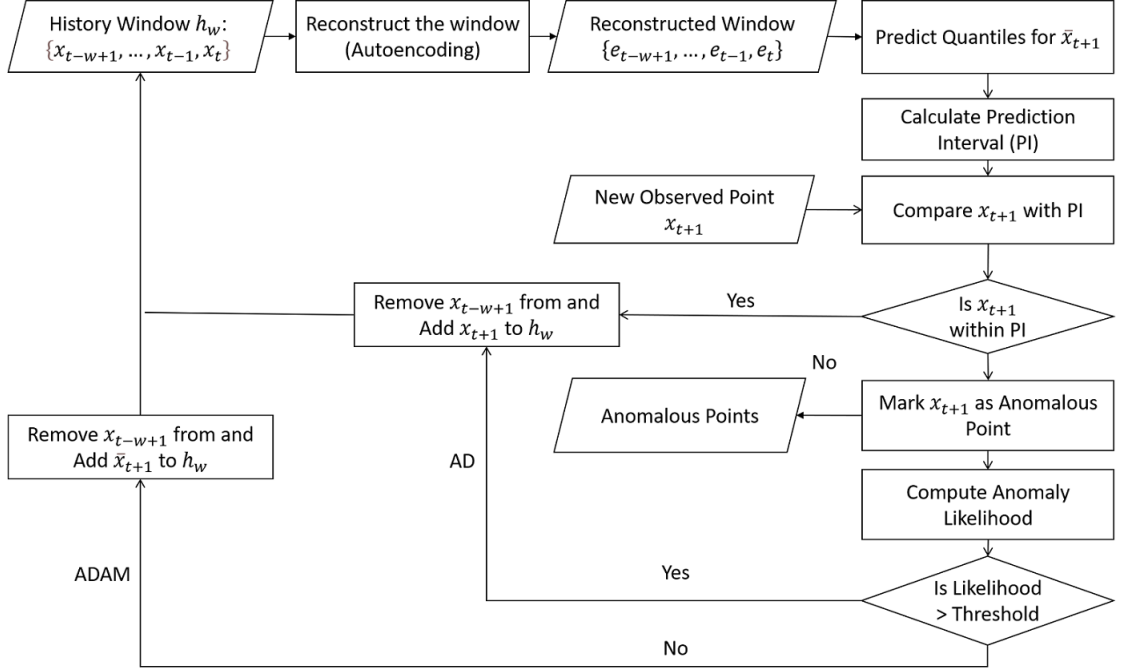 History Window h_w:
{x_{t−w+1}, … , x_{t−1}, x_t}
Reconstruct the window
(Autoencoding)
Reconstructed Window
{e_{t−w+1}, … , e_{t−1}, e_t}
Predict Quantiles for x̄_{t+1}
Calculate Prediction
Interval (PI)
New Observed Point
x_{t+1}
Compare x_{t+1} with PI
Remove x_{t−w+1} from and
Add x_{t+1} to h_w
Yes
Is x_{t+1}
within PI
No
Anomalous Points
Mark x_{t+1} as Anomalous
Point
Remove x_{t−w+1} from and
Add x̄_{t+1} to h_w
AD
Compute Anomaly
Likelihood
ADAM
Yes
Is Likelihood
> Threshold
No